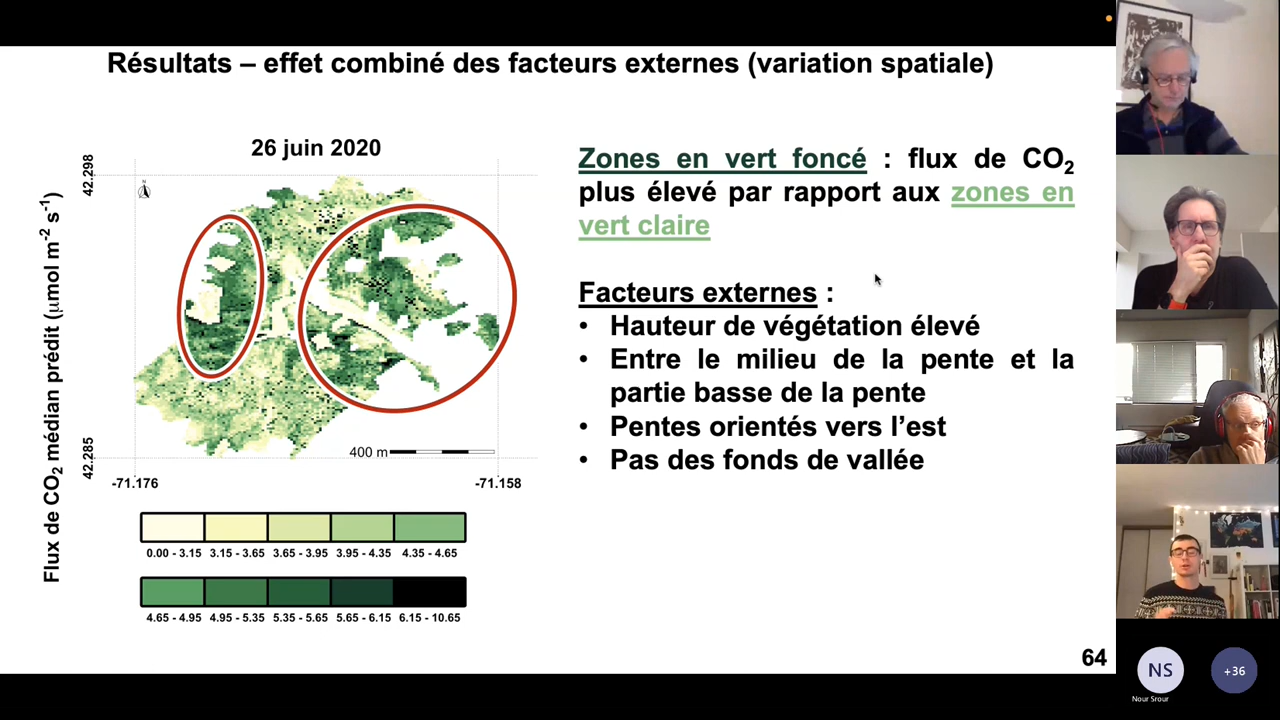 Résultats – effet combiné des facteurs externes (variation spatiale)
26 juin 2020
42.298
42.285
Flux de CO2 médian prédit (µmol m-2 s-1)
N
400 m
-71.176
-71.158
0.00 - 3.15
3.15 - 3.65
3.65 - 3.95
3.95 - 4.35
4.35 - 4.65
4.65 - 4.95
4.95 - 5.35
5.35 - 5.65
5.65 - 6.15
6.15 - 10.65
Zones en vert foncé : flux de CO2
plus élevé par rapport aux zones en
vert claire
Facteurs externes :
• Hauteur de végétation élevé
• Entre le milieu de la pente et la
partie basse de la pente
• Pentes orientés vers l’est
• Pas des fonds de vallée
64
NS
Nour Srour
+36